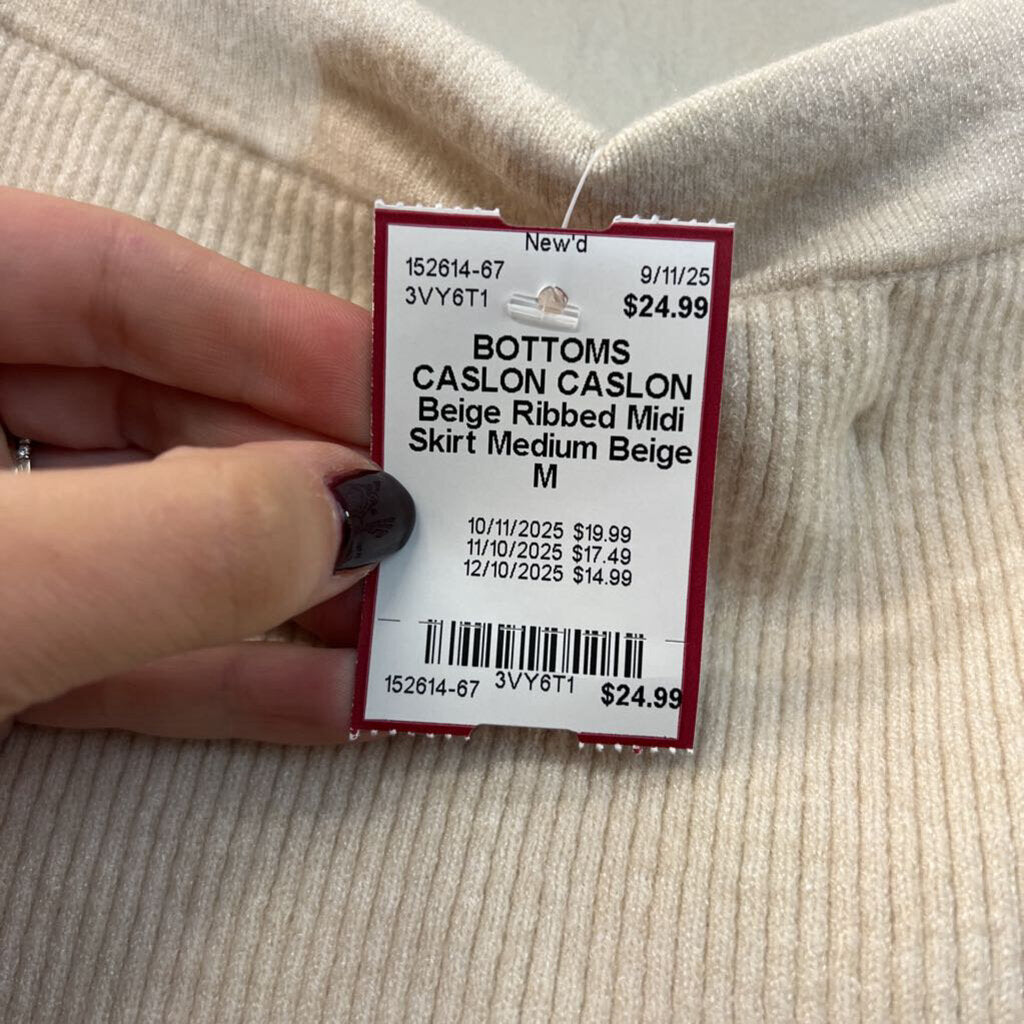 New'd
152614-67 9/11/25
3VY6T1 $24.99
BOTTOMS
CASLON CASLON
Beige Ribbed Midi
Skirt Medium Beige
M
10/11/2025 $19.99
11/10/2025 $17.49
12/10/2025 $14.99
152614-67 3VY6T1 $24.99